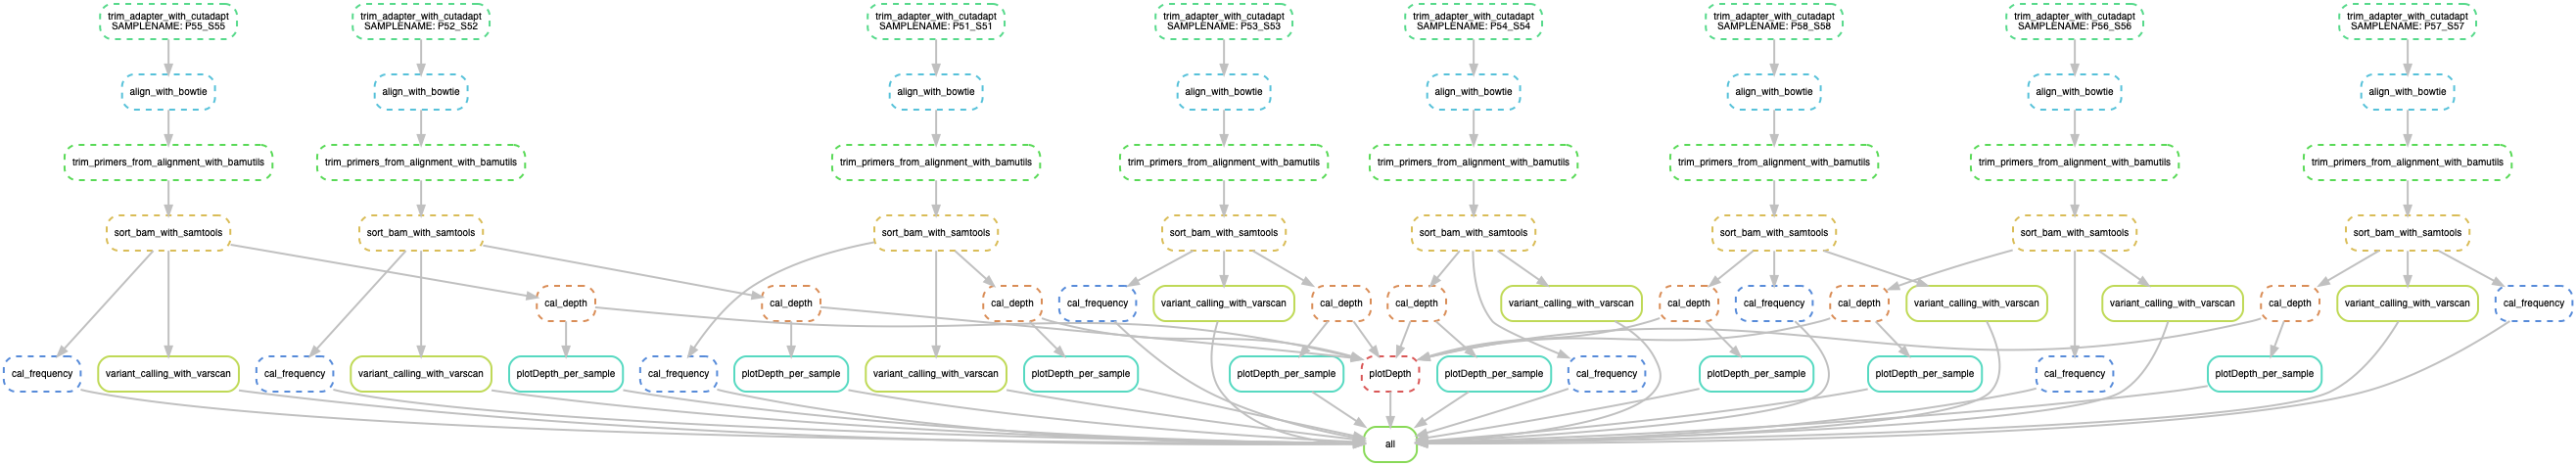 trim_adapter_with_cutadapt
SAMPLENAME: P55_S55
trim_adapter_with_cutadapt
SAMPLENAME: P52_S52
trim_adapter_with_cutadapt
SAMPLENAME: P51_S51
trim_adapter_with_cutadapt
SAMPLENAME: P53_S53
trim_adapter_with_cutadapt
SAMPLENAME: P54_S54
trim_adapter_with_cutadapt
SAMPLENAME: P58_S58
trim_adapter_with_cutadapt
SAMPLENAME: P56_S56
trim_adapter_with_cutadapt
SAMPLENAME: P57_S57
align_with_bowtie
align_with_bowtie
align_with_bowtie
align_with_bowtie
align_with_bowtie
align_with_bowtie
align_with_bowtie
align_with_bowtie
trim_primers_from_alignment_with_bamutils
trim_primers_from_alignment_with_bamutils
trim_primers_from_alignment_with_bamutils
trim_primers_from_alignment_with_bamutils
trim_primers_from_alignment_with_bamutils
trim_primers_from_alignment_with_bamutils
trim_primers_from_alignment_with_bamutils
trim_primers_from_alignment_with_bamutils
sort_bam_with_samtools
sort_bam_with_samtools
sort_bam_with_samtools
sort_bam_with_samtools
sort_bam_with_samtools
sort_bam_with_samtools
sort_bam_with_samtools
sort_bam_with_samtools
cal_depth
cal_depth
cal_depth
cal_frequency
variant_calling_with_varscan
cal_depth
cal_depth
variant_calling_with_varscan
cal_depth
cal_frequency
cal_depth
variant_calling_with_varscan
variant_calling_with_varscan
cal_depth
variant_calling_with_varscan
cal_frequency
cal_frequency
variant_calling_with_varscan
cal_frequency
variant_calling_with_varscan
plotDepth_per_sample
cal_frequency
plotDepth_per_sample
variant_calling_with_varscan
plotDepth_per_sample
plotDepth_per_sample
plotDepth
plotDepth_per_sample
cal_frequency
plotDepth_per_sample
plotDepth_per_sample
cal_frequency
plotDepth_per_sample
all